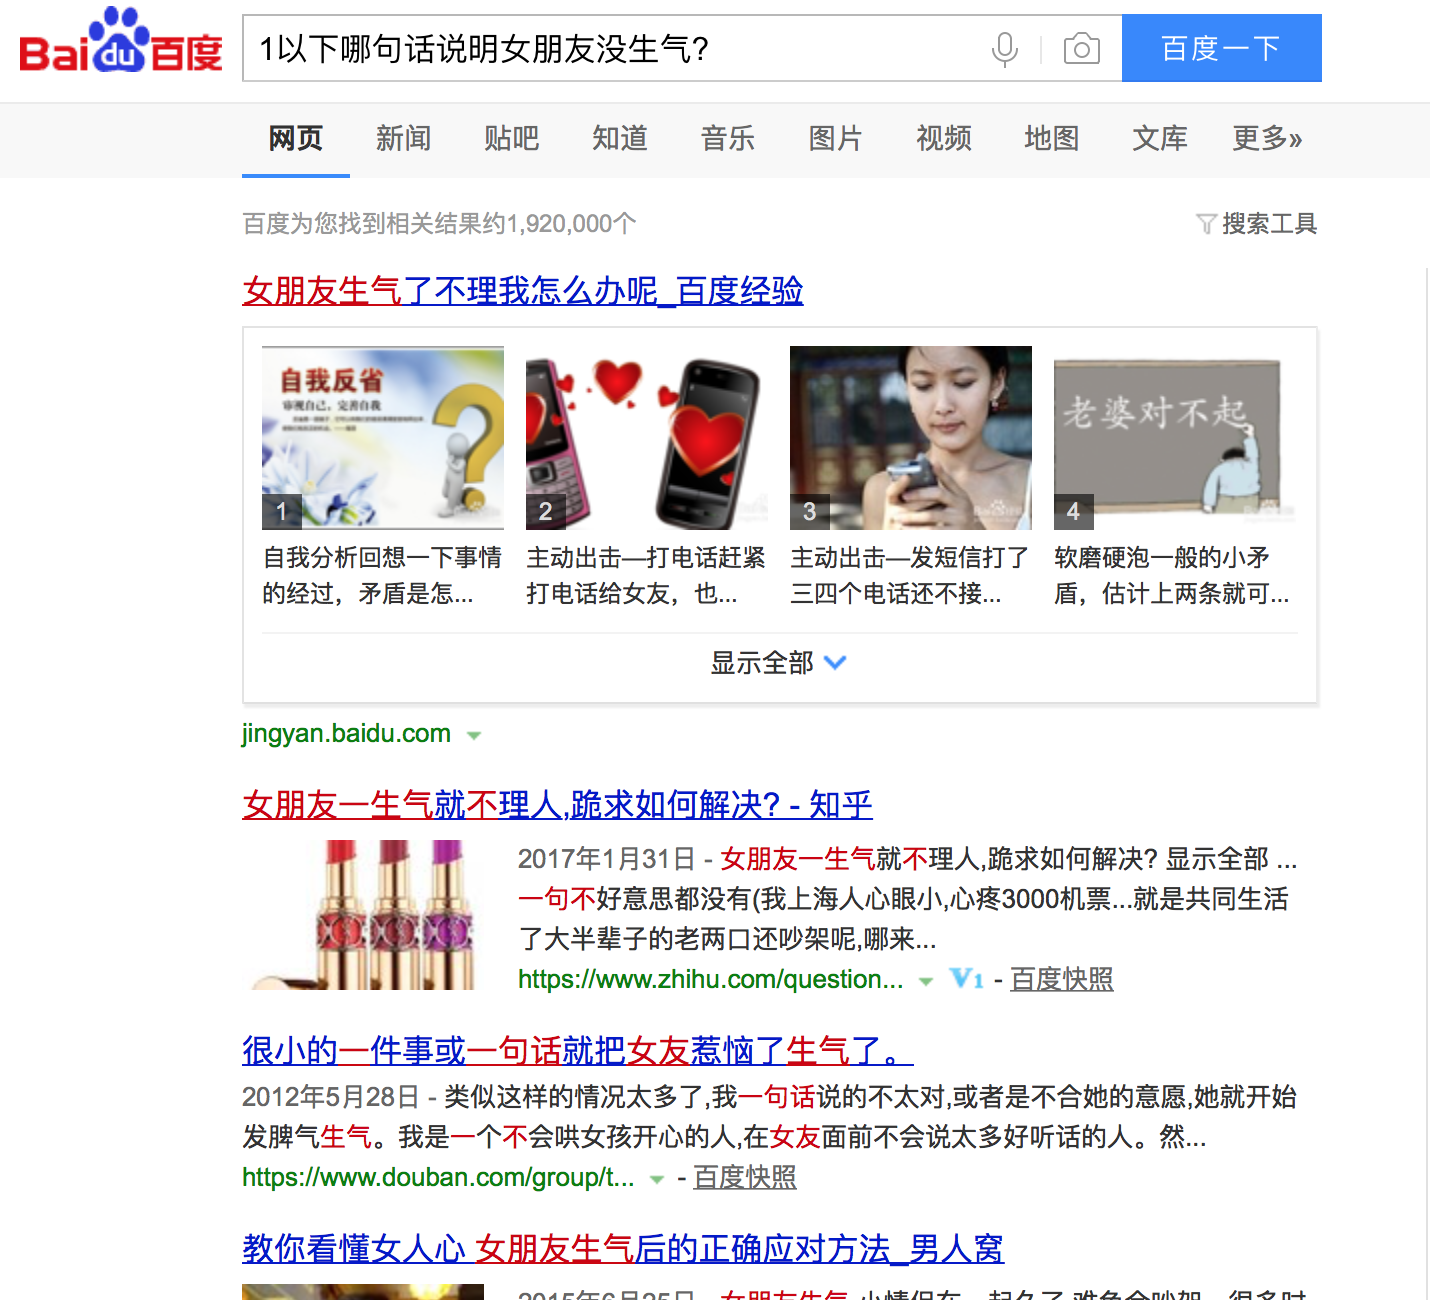 Baidu百度
1以下哪句话说明女朋友没生气?
百度一下
网页 新闻 贴吧 知道 音乐 图片 视频 地图 文库 更多»
百度为您找到相关结果约1,920,000个
搜索工具
女朋友生气了不理我怎么办呢_百度经验
自我反省
审视自己，完善自我
1
2
3
老婆对不起
4
自我分析回想一下事情
的经过，矛盾是怎...
主动出击—打电话赶紧
打电话给女友，也...
主动出击—发短信打了
三四个电话还不接...
软磨硬泡一般的小矛
盾，估计上两条就可...
显示全部
jingyan.baidu.com
女朋友一生气就不理人,跪求如何解决? - 知乎
2017年1月31日 - 女朋友一生气就不理人,跪求如何解决? 显示全部 ...
一句不好意思都没有(我上海人心眼小,心疼3000机票...就是共同生活
了大半辈子的老两口还吵架呢,哪来...
https://www.zhihu.com/question... V1 - 百度快照
很小的一件事或一句话就把女友惹恼了生气了。
2012年5月28日 - 类似这样的情况太多了,我一句话说的不太对,或者是不合她的意愿,她就开始
发脾气生气。我是一个不会哄女孩开心的人,在女友面前不会说太多好听话的人。然...
https://www.douban.com/group/t... - 百度快照
教你看懂女人心 女朋友生气后的正确应对方法_男人窝